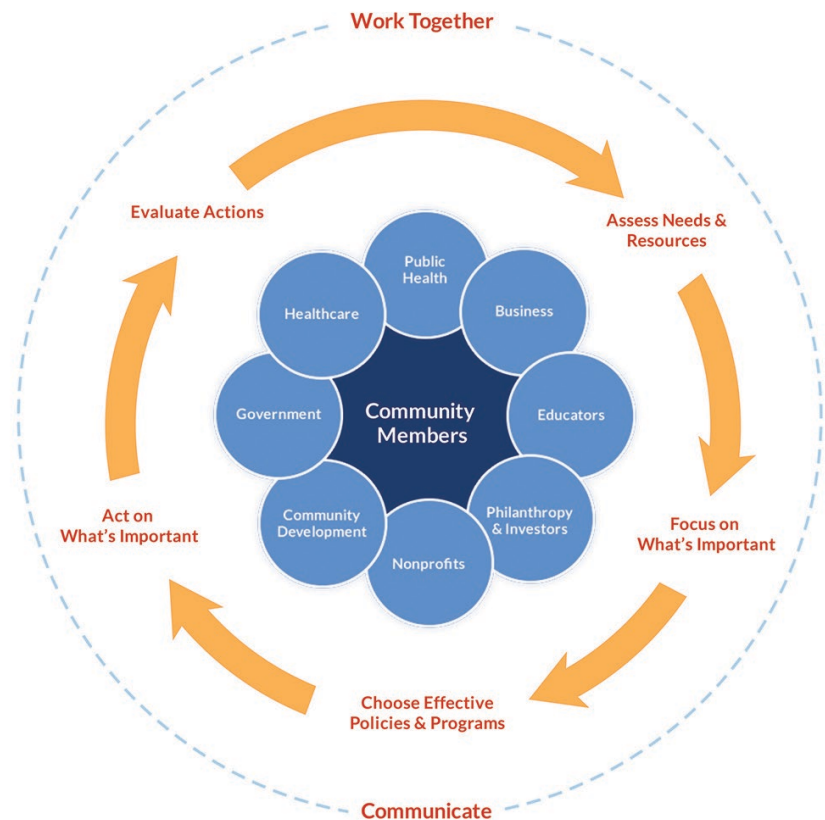 Work Together
Evaluate Actions
Assess Needs &
Resources
Public
Health
Healthcare
Business
Government
Community
Members
Educators
Community
Development
Philanthropy
& Investors
Nonprofits
Act on
What's Important
Focus on
What's Important
Choose Effective
Policies & Programs
Communicate